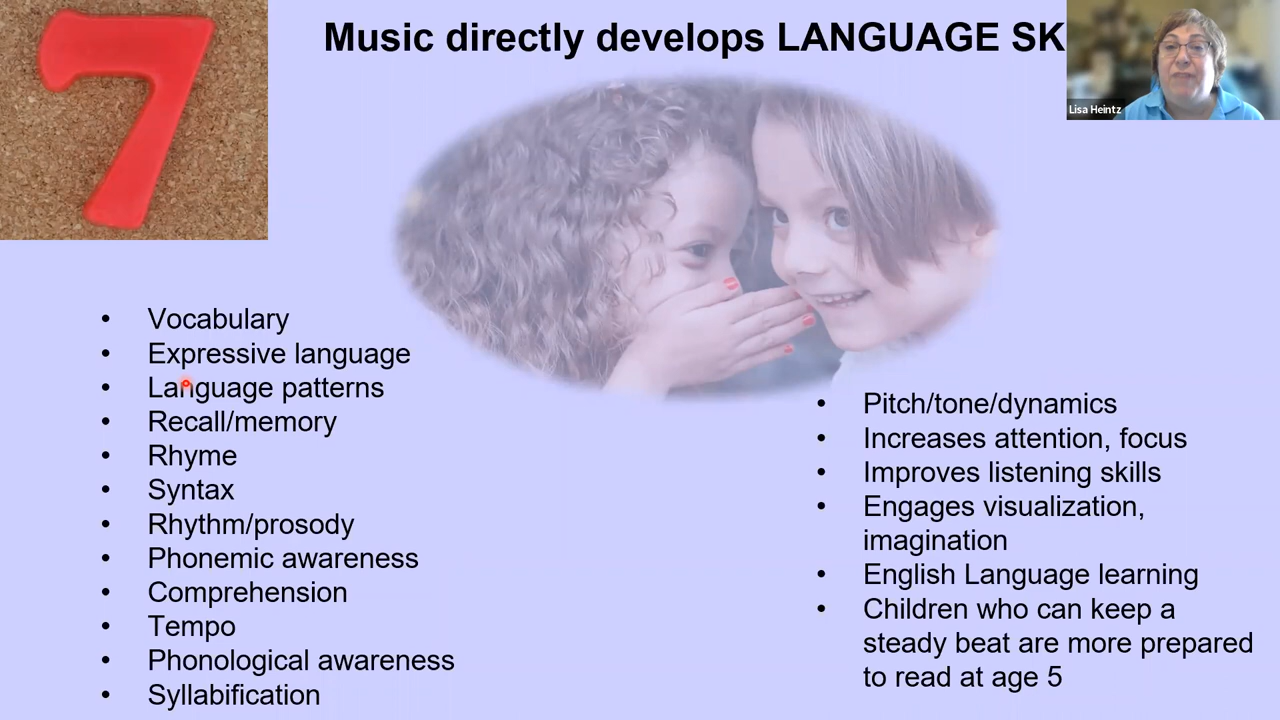 7
Music directly develops LANGUAGE SK
Lisa Heintz
• Vocabulary
• Expressive language
• Language patterns
• Recall/memory
• Rhyme
• Syntax
• Rhythm/prosody
• Phonemic awareness
• Comprehension
• Tempo
• Phonological awareness
• Syllabification
• Pitch/tone/dynamics
• Increases attention, focus
• Improves listening skills
• Engages visualization,
imagination
• English Language learning
• Children who can keep a
steady beat are more prepared
to read at age 5